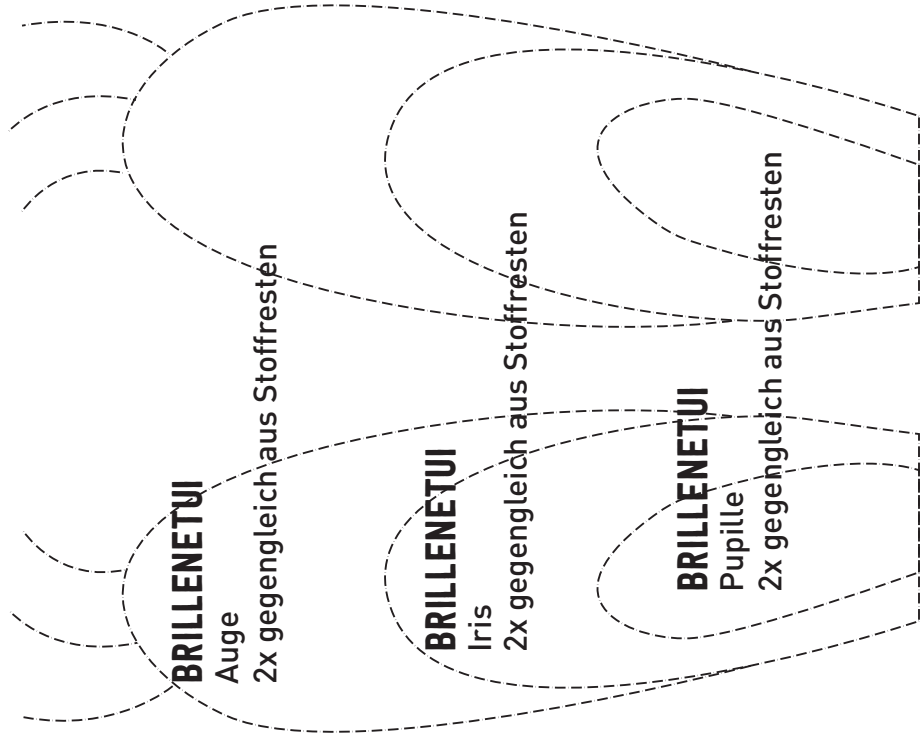 BRILLENETUI
Auge
2x gegengleich aus Stoffresten
BRILLENETUI
Iris
2x gegengleich aus Stoffresten
BRILLENETUI
Pupille
2x gegengleich aus Stoffresten